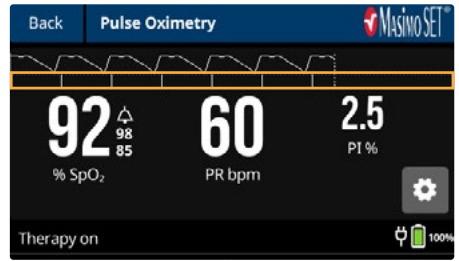 Back Pulse Oximetry Masimo SET®
92 98 85 60 2.5
% SpO₂ PR bpm PI %
Therapy on 100%